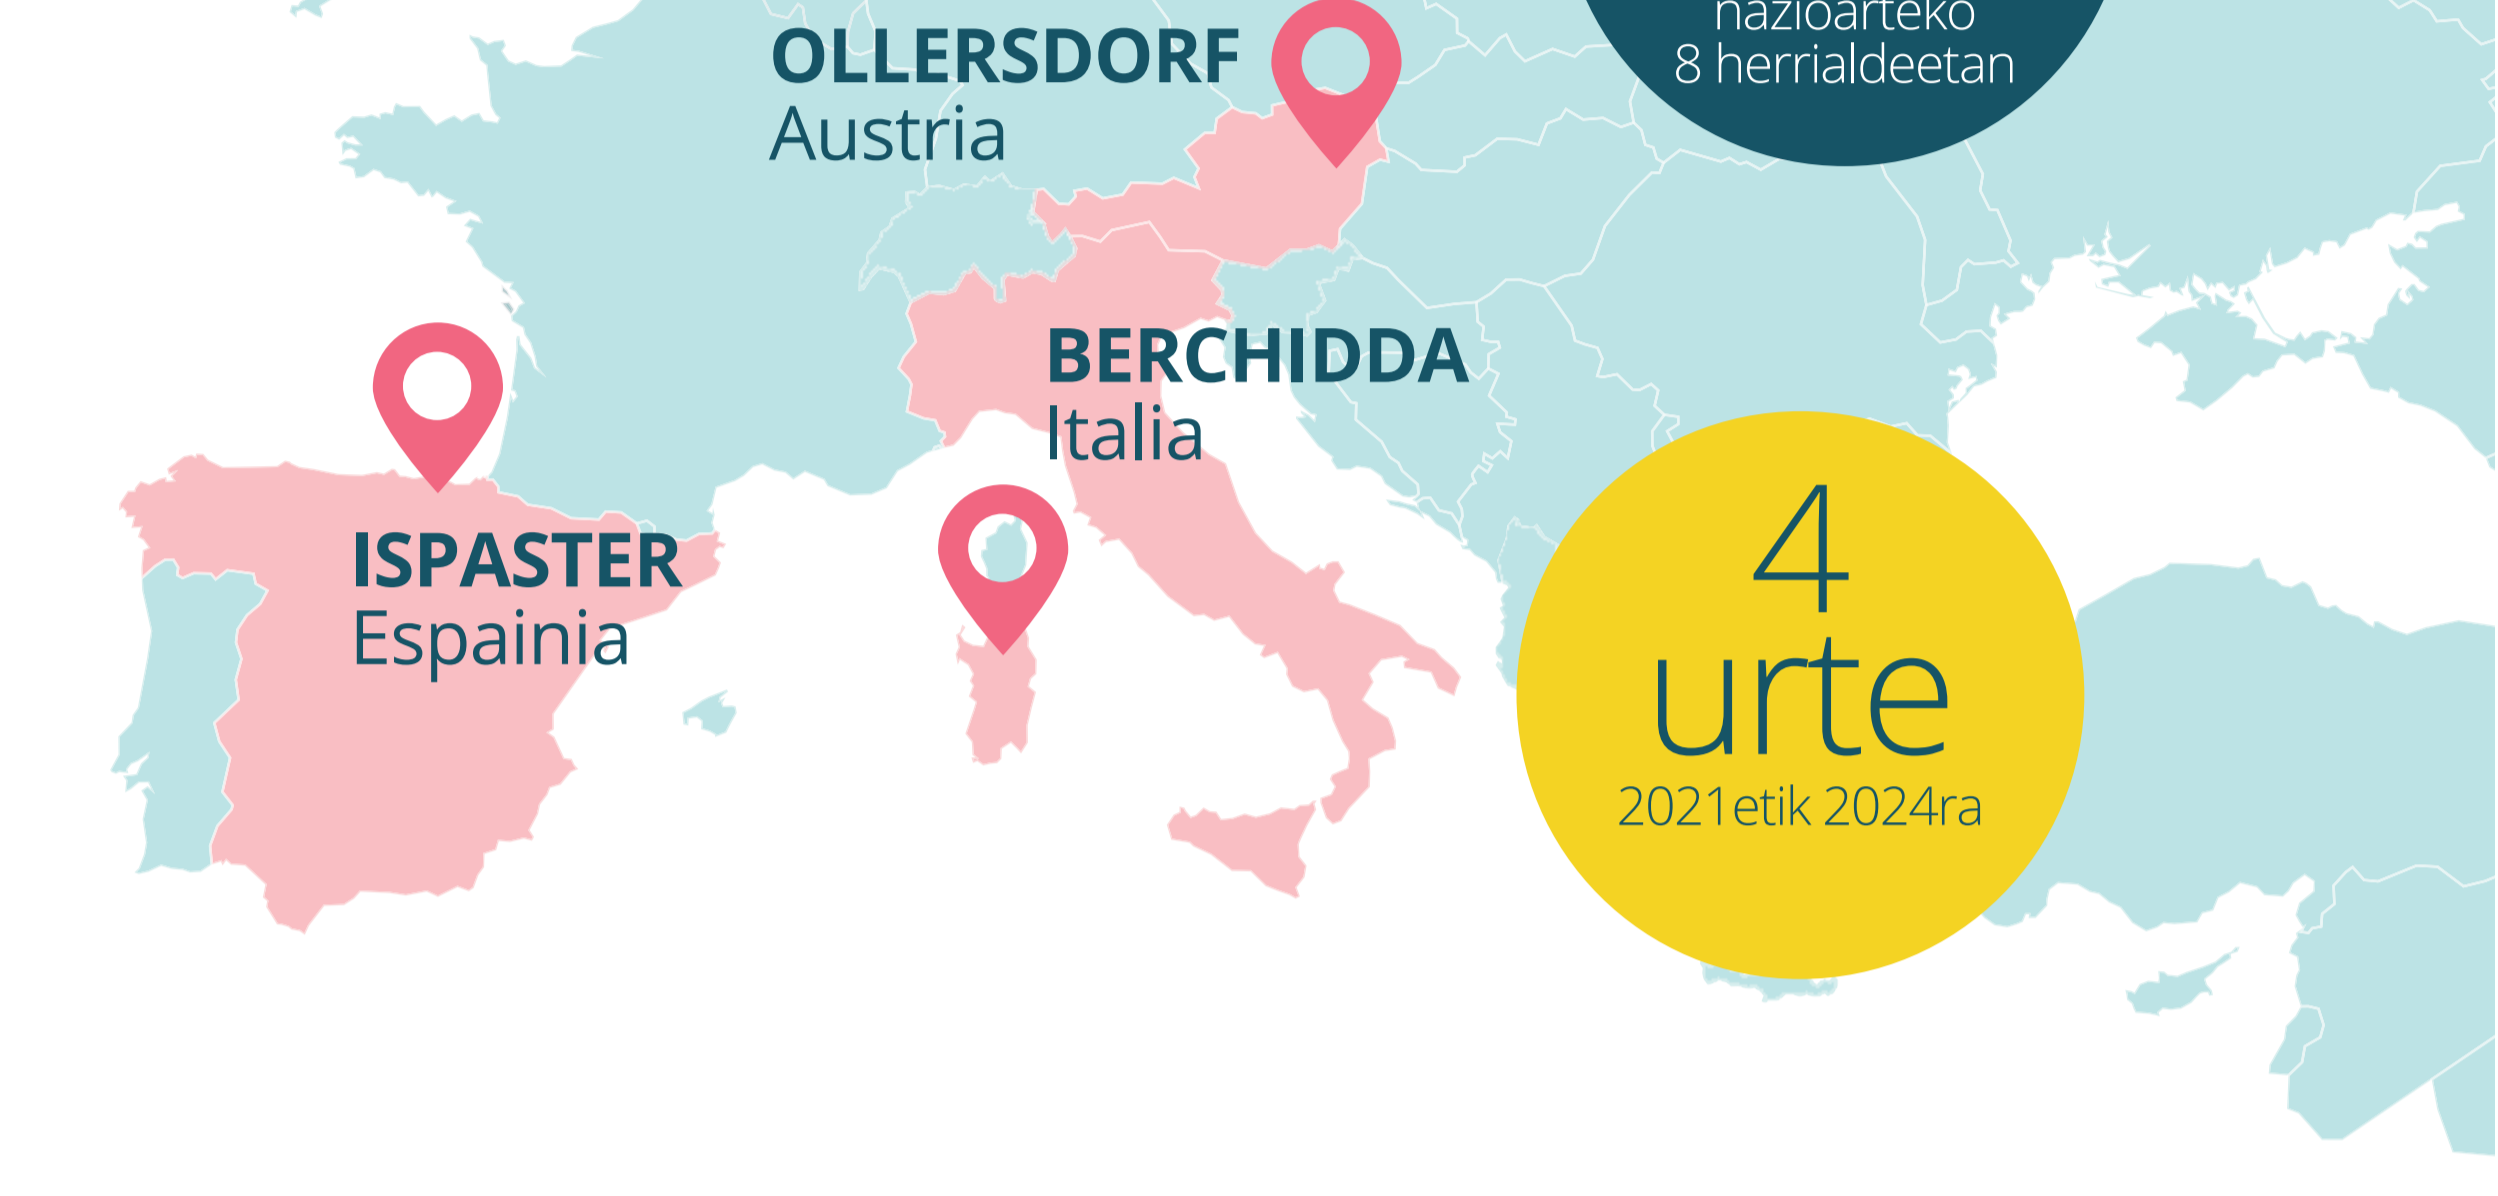 nazioarteko
8 herrialdeetan
OLLERSDORF
Austria
BERCHIDDA
Italia
ISPASTER
Espainia
4
urte
2021etik 2024ra